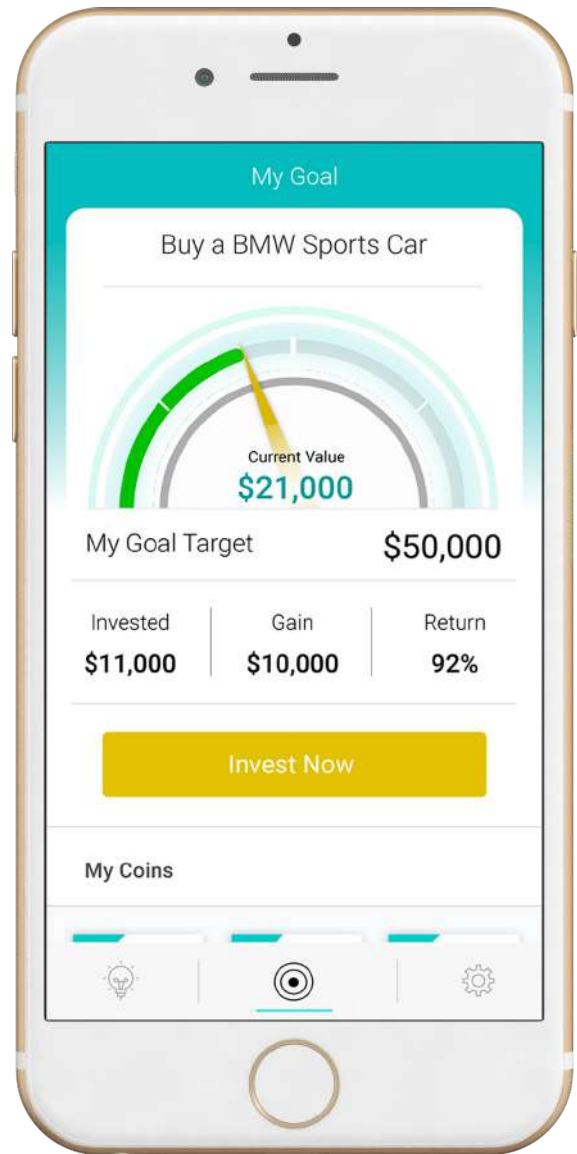 My Goal
Buy a BMW Sports Car
Current Value
$21,000
My Goal Target $50,000
Invested Gain Return
$11,000 $10,000 92%
Invest Now
My Coins